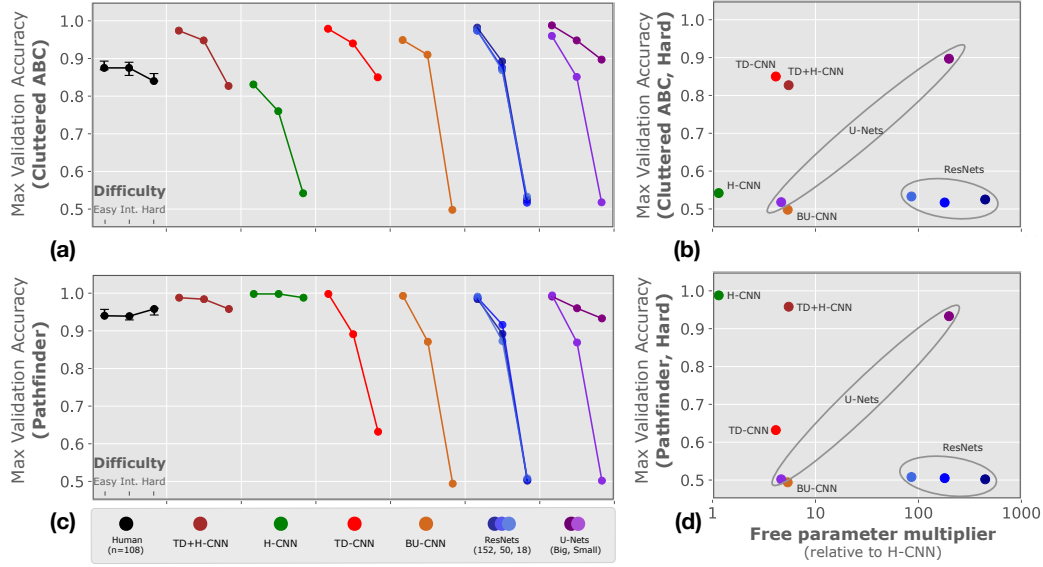 Max Validation Accuracy
(Cluttered ABC)
1.0
0.9
0.8
0.7
0.6
0.5
Difficulty
Easy Int. Hard
(a)
Max Validation Accuracy
(Cluttered ABC, Hard)
1.0
0.9
0.8
0.7
0.6
0.5
TD-CNN
TD+H-CNN
U-Nets
ResNets
H-CNN
BU-CNN
1
10
100
1000
(b)
Max Validation Accuracy
(Pathfinder)
1.0
0.9
0.8
0.7
0.6
0.5
Difficulty
Easy Int. Hard
(c)
Human
(n=108)
TD+H-CNN
H-CNN
TD-CNN
BU-CNN
ResNets
(152, 50, 18)
U-Nets
(Big, Small)
Max Validation Accuracy
(Pathfinder, Hard)
1.0
0.9
0.8
0.7
0.6
0.5
H-CNN
TD+H-CNN
U-Nets
TD-CNN
ResNets
BU-CNN
1
10
100
1000
(d)
Free parameter multiplier
(relative to H-CNN)